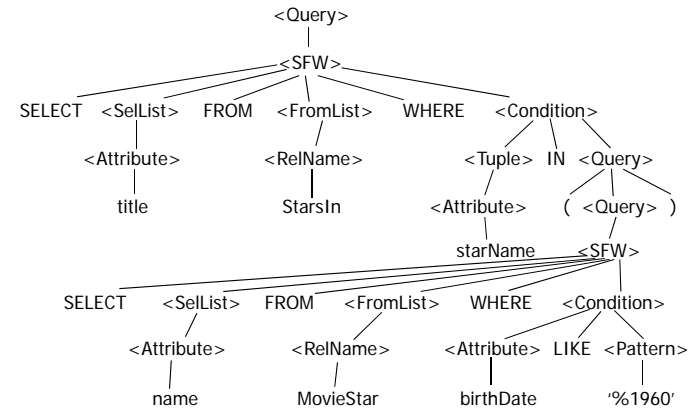 <Query>
<SFW>
SELECT <SelList> FROM <FromList> WHERE <Condition>
<Attribute> <RelName> <Tuple> IN <Query>
title StarsIn <Attribute> ( <Query> )
starName <SFW>
SELECT <SelList> FROM <FromList> WHERE <Condition>
<Attribute> <RelName> <Attribute> LIKE <Pattern>
name MovieStar birthDate '%1960'